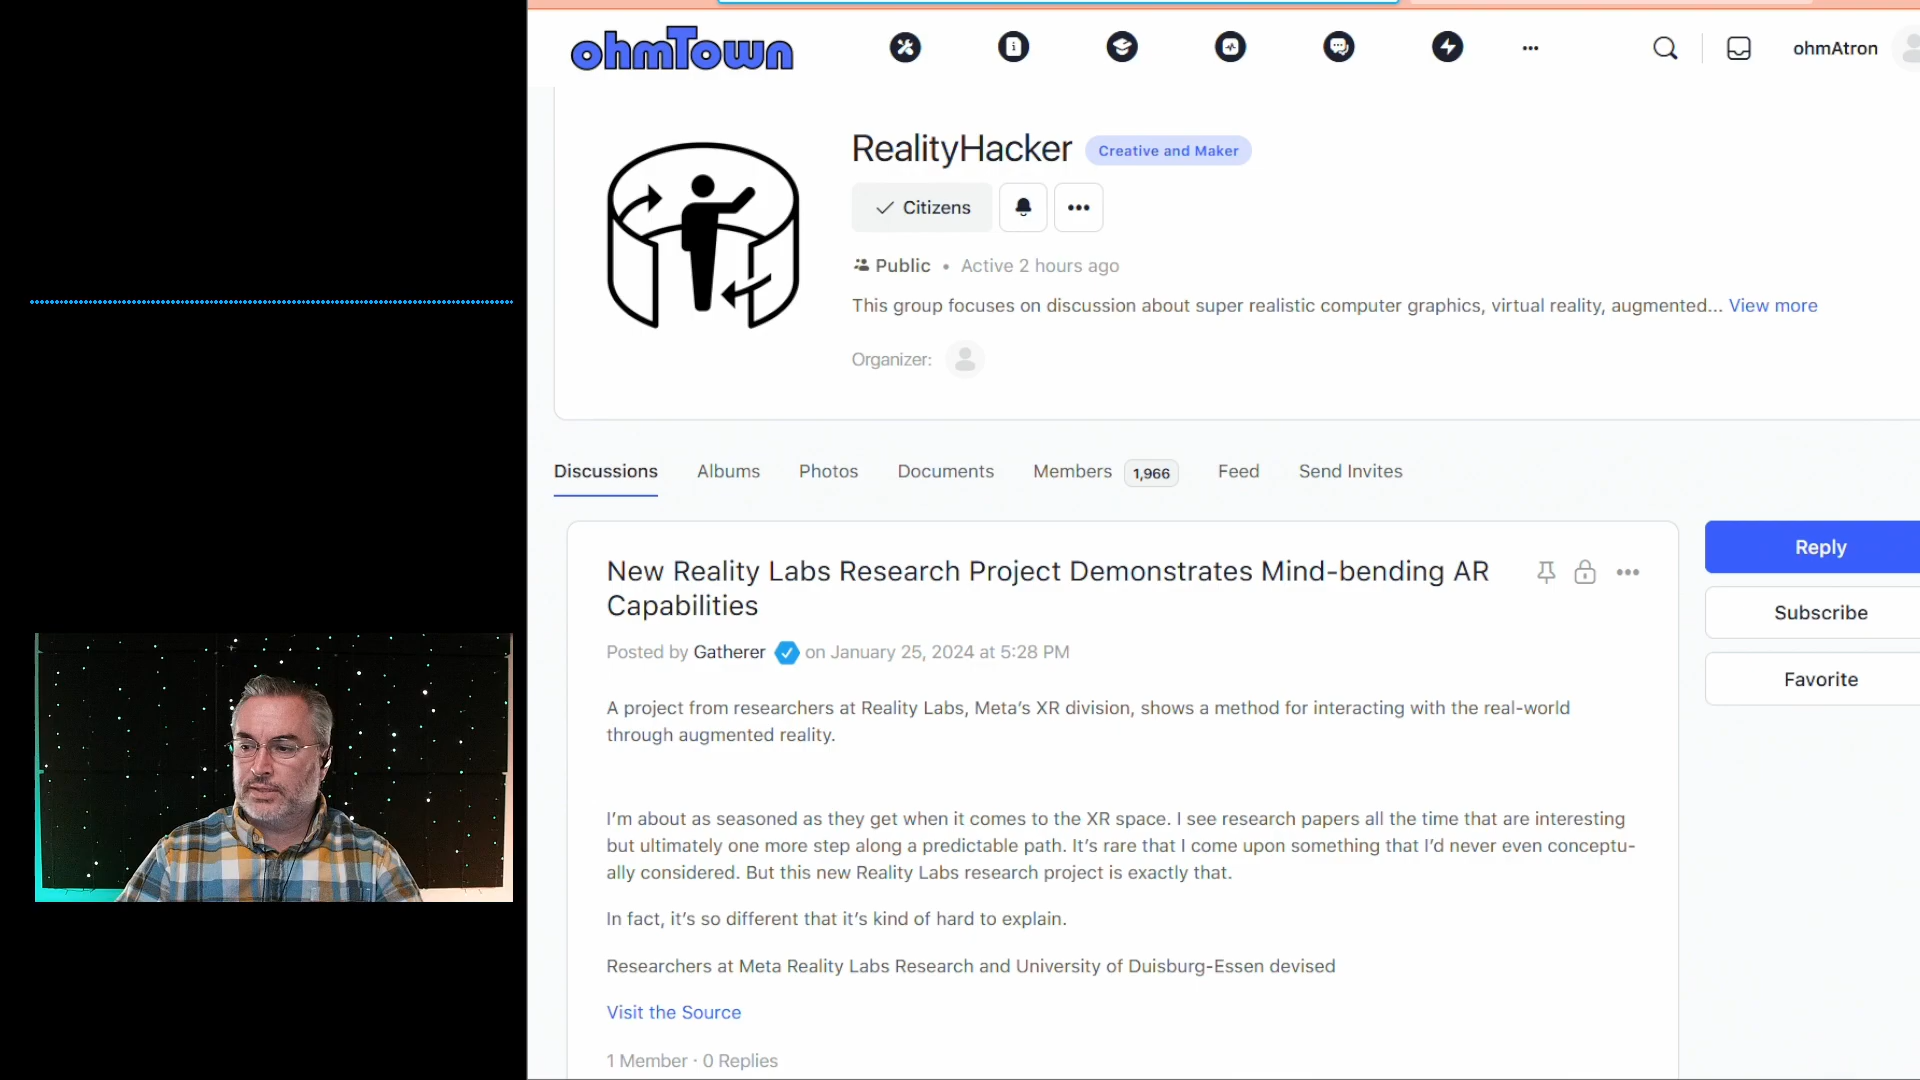 ohmTown
ohmAtron
RealityHacker
Creative and Maker
Citizens
Public • Active 2 hours ago
This group focuses on discussion about super realistic computer graphics, virtual reality, augmented... View more
Organizer:
Discussions Albums Photos Documents Members 1,966 Feed Send Invites
New Reality Labs Research Project Demonstrates Mind-bending AR
Capabilities
Posted by Gatherer on January 25, 2024 at 5:28 PM
Reply
Subscribe
Favorite
A project from researchers at Reality Labs, Meta’s XR division, shows a method for interacting with the real-world
through augmented reality.
I’m about as seasoned as they get when it comes to the XR space. I see research papers all the time that are interesting
but ultimately one more step along a predictable path. It’s rare that I come upon something that I’d never even conceptu-
ally considered. But this new Reality Labs research project is exactly that.
In fact, it’s so different that it’s kind of hard to explain.
Researchers at Meta Reality Labs Research and University of Duisburg-Essen devised
Visit the Source
1 Member · 0 Replies